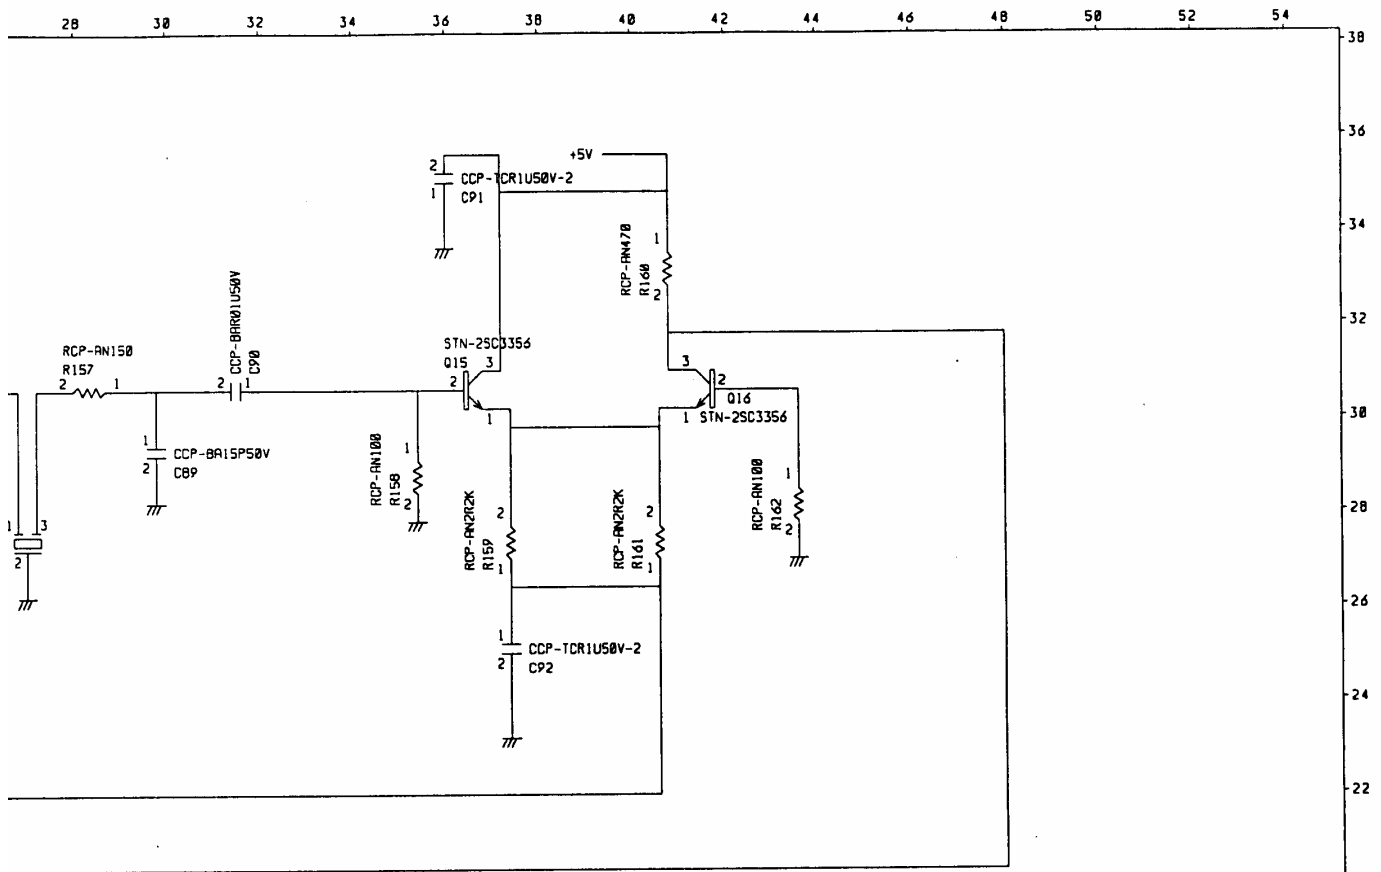 28 30 32 34 36 38 40 42 44 46 48 50 52 54
38
36
34
32
30
28
26
24
22
+5V
2
CCP-TCR1U50V-2
1
C91
1
RCP-AN470
R160
2
CCP-BAR01U50V
C90
RCP-AN150
R157
2
1
2
1
STN-2SC3356
Q15
3
2
1
3
2
Q16
1
STN-2SC3356
1
CCP-BA15P50V
2
C89
1
RCP-AN100
R158
2
2
RCP-AN2R2K
R159
1
2
RCP-AN2R2K
R161
1
1
RCP-AN100
R162
2
1
3
2
1
CCP-TCR1U50V-2
2
C92